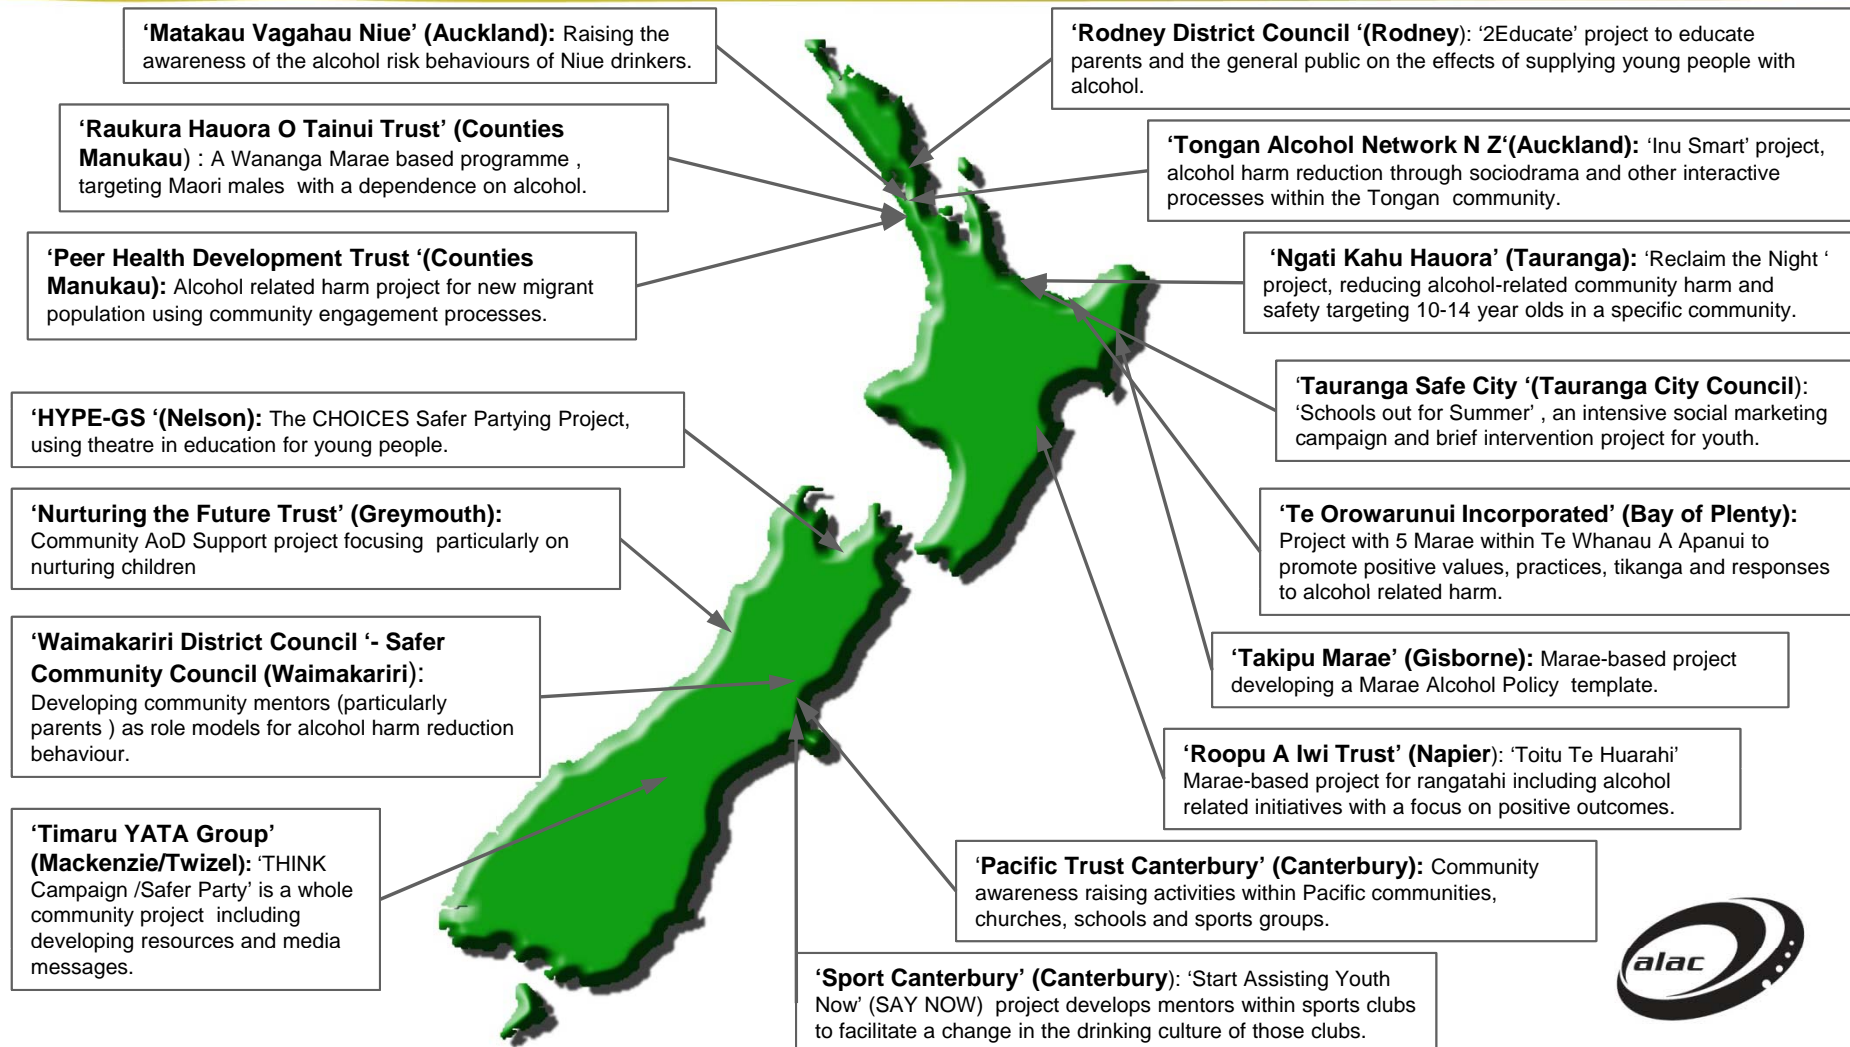 ‘Matakau Vagahau Niue’ (Auckland): Raising the
awareness of the alcohol risk behaviours of Niue drinkers.
‘Rodney District Council ‘(Rodney): ‘2Educate’ project to educate
parents and the general public on the effects of supplying young people with
alcohol.
‘Raukura Hauora O Tainui Trust’ (Counties
Manukau) : A Wananga Marae based programme ,
targeting Maori males with a dependence on alcohol.
‘Tongan Alcohol Network N Z‘(Auckland): ‘Inu Smart’ project,
alcohol harm reduction through sociodrama and other interactive
processes within the Tongan community.
‘Peer Health Development Trust ‘(Counties
Manukau): Alcohol related harm project for new migrant
population using community engagement processes.
‘Ngati Kahu Hauora’ (Tauranga): ‘Reclaim the Night ‘
project, reducing alcohol-related community harm and
safety targeting 10-14 year olds in a specific community.
‘Tauranga Safe City ‘(Tauranga City Council):
‘Schools out for Summer’ , an intensive social marketing
campaign and brief intervention project for youth.
‘HYPE-GS ‘(Nelson): The CHOICES Safer Partying Project,
using theatre in education for young people.
‘Nurturing the Future Trust’ (Greymouth):
Community AoD Support project focusing particularly on
nurturing children
‘Te Orowarunui Incorporated’ (Bay of Plenty):
Project with 5 Marae within Te Whanau A Apanui to
promote positive values, practices, tikanga and responses
to alcohol related harm.
‘Waimakariri District Council ‘- Safer
Community Council (Waimakariri):
Developing community mentors (particularly
parents ) as role models for alcohol harm reduction
behaviour.
‘Takipu Marae’ (Gisborne): Marae-based project
developing a Marae Alcohol Policy template.
‘Roopu A Iwi Trust’ (Napier): ‘Toitu Te Huarahi’
Marae-based project for rangatahi including alcohol
related initiatives with a focus on positive outcomes.
‘Timaru YATA Group’
(Mackenzie/Twizel): ‘THINK
Campaign /Safer Party’ is a whole
community project including
developing resources and media
messages.
‘Pacific Trust Canterbury’ (Canterbury): Community
awareness raising activities within Pacific communities,
churches, schools and sports groups.
‘Sport Canterbury’ (Canterbury): ‘Start Assisting Youth
Now’ (SAY NOW) project develops mentors within sports clubs
to facilitate a change in the drinking culture of those clubs.
alac